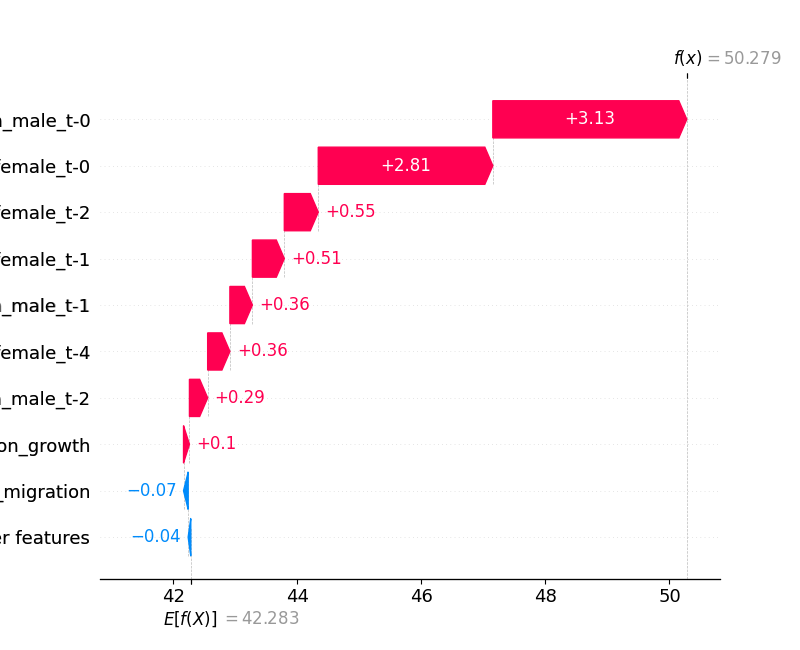 f(x) = 50.279
_male_t-0 +3.13
female_t-0 +2.81
female_t-2 +0.55
female_t-1 +0.51
_male_t-1 +0.36
female_t-4 +0.36
_male_t-2 +0.29
on_growth +0.1
_migration −0.07
er features −0.04
42 44 46 48 50
E[f(X)] = 42.283